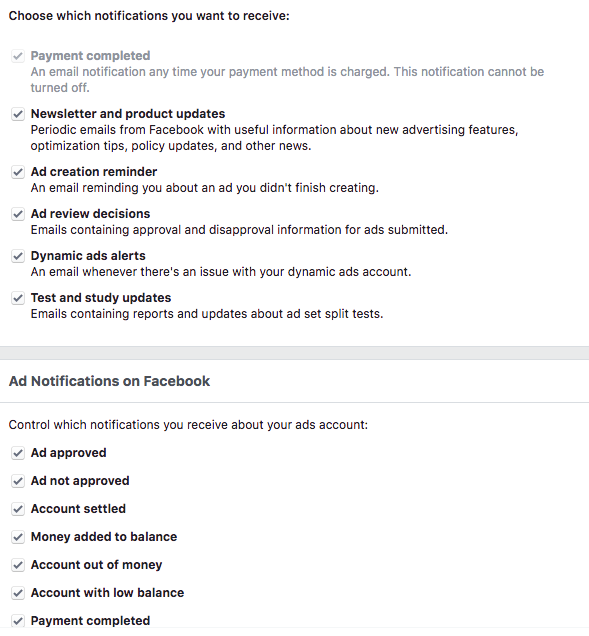 Choose which notifications you want to receive:
Payment completed
An email notification any time your payment method is charged. This notification cannot be
turned off.
Newsletter and product updates
Periodic emails from Facebook with useful information about new advertising features,
optimization tips, policy updates, and other news.
Ad creation reminder
An email reminding you about an ad you didn't finish creating.
Ad review decisions
Emails containing approval and disapproval information for ads submitted.
Dynamic ads alerts
An email whenever there's an issue with your dynamic ads account.
Test and study updates
Emails containing reports and updates about ad set split tests.
Ad Notifications on Facebook
Control which notifications you receive about your ads account:
Ad approved
Ad not approved
Account settled
Money added to balance
Account out of money
Account with low balance
Payment completed